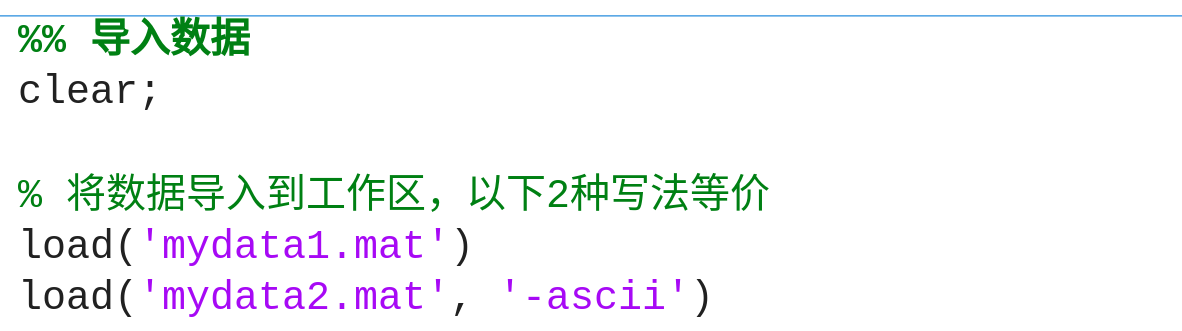 %% 导入数据
clear;
% 将数据导入到工作区，以下2种写法等价
load('mydata1.mat')
load('mydata2.mat', '-ascii')